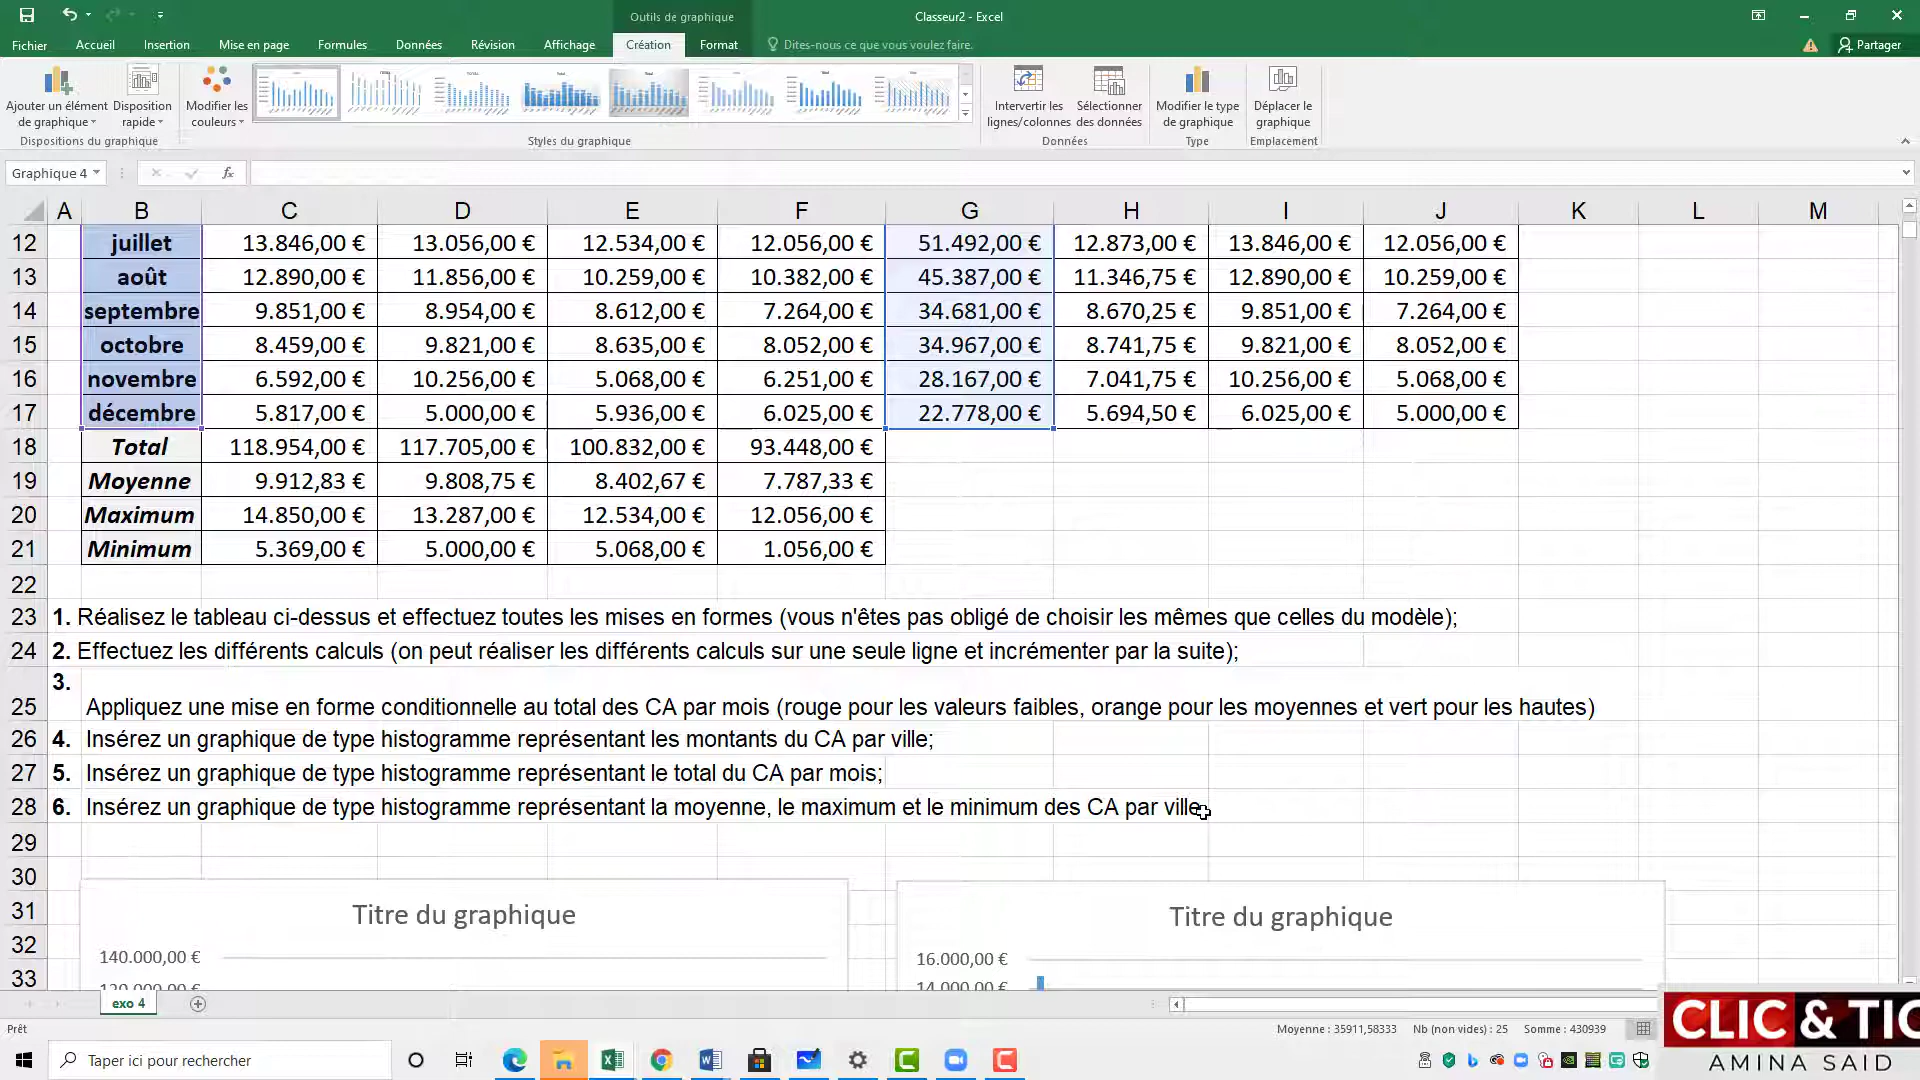 Outils de graphique
Classeur2 - Excel
Fichier Accueil Insertion Mise en page Formules Données Révision Affichage Création Format Dites-nous ce que vous voulez faire. Partager
Ajouter un élément de graphique
Disposition rapide
Modifier les couleurs
Intervertir les lignes/colonnes
Sélectionner des données
Modifier le type de graphique
Déplacer le graphique
Dispositions du graphique Styles du graphique Données Type Emplacement
Graphique 4 fx
A B C D E F G H I J K L M
12 juillet 13.846,00 € 13.056,00 € 12.534,00 € 12.056,00 € 51.492,00 € 12.873,00 € 13.846,00 € 12.056,00 €
13 août 12.890,00 € 11.856,00 € 10.259,00 € 10.382,00 € 45.387,00 € 11.346,75 € 12.890,00 € 10.259,00 €
14 septembre 9.851,00 € 8.954,00 € 8.612,00 € 7.264,00 € 34.681,00 € 8.670,25 € 9.851,00 € 7.264,00 €
15 octobre 8.459,00 € 9.821,00 € 8.635,00 € 8.052,00 € 34.967,00 € 8.741,75 € 9.821,00 € 8.052,00 €
16 novembre 6.592,00 € 10.256,00 € 5.068,00 € 6.251,00 € 28.167,00 € 7.041,75 € 10.256,00 € 5.068,00 €
17 décembre 5.817,00 € 5.000,00 € 5.936,00 € 6.025,00 € 22.778,00 € 5.694,50 € 6.025,00 € 5.000,00 €
18 Total 118.954,00 € 117.705,00 € 100.832,00 € 93.448,00 €
19 Moyenne 9.912,83 € 9.808,75 € 8.402,67 € 7.787,33 €
20 Maximum 14.850,00 € 13.287,00 € 12.534,00 € 12.056,00 €
21 Minimum 5.369,00 € 5.000,00 € 5.068,00 € 1.056,00 €
22
23 1. Réalisez le tableau ci-dessus et effectuez toutes les mises en formes (vous n'êtes pas obligé de choisir les mêmes que celles du modèle);
24 2. Effectuez les différents calculs (on peut réaliser les différents calculs sur une seule ligne et incrémenter par la suite);
3.
25 Appliquez une mise en forme conditionnelle au total des CA par mois (rouge pour les valeurs faibles, orange pour les moyennes et vert pour les hautes)
26 4. Insérez un graphique de type histogramme représentant les montants du CA par ville;
27 5. Insérez un graphique de type histogramme représentant le total du CA par mois;
28 6. Insérez un graphique de type histogramme représentant la moyenne, le maximum et le minimum des CA par ville
29
30
31 Titre du graphique Titre du graphique
32 140.000,00 € 16.000,00 €
33 120.000,00 € 14.000,00 €
exo 4
Prêt Moyenne : 35911,58333 Nb (non vides) : 25 Somme : 430939
CLIC & TIC
AMINA SAID
Taper ici pour rechercher